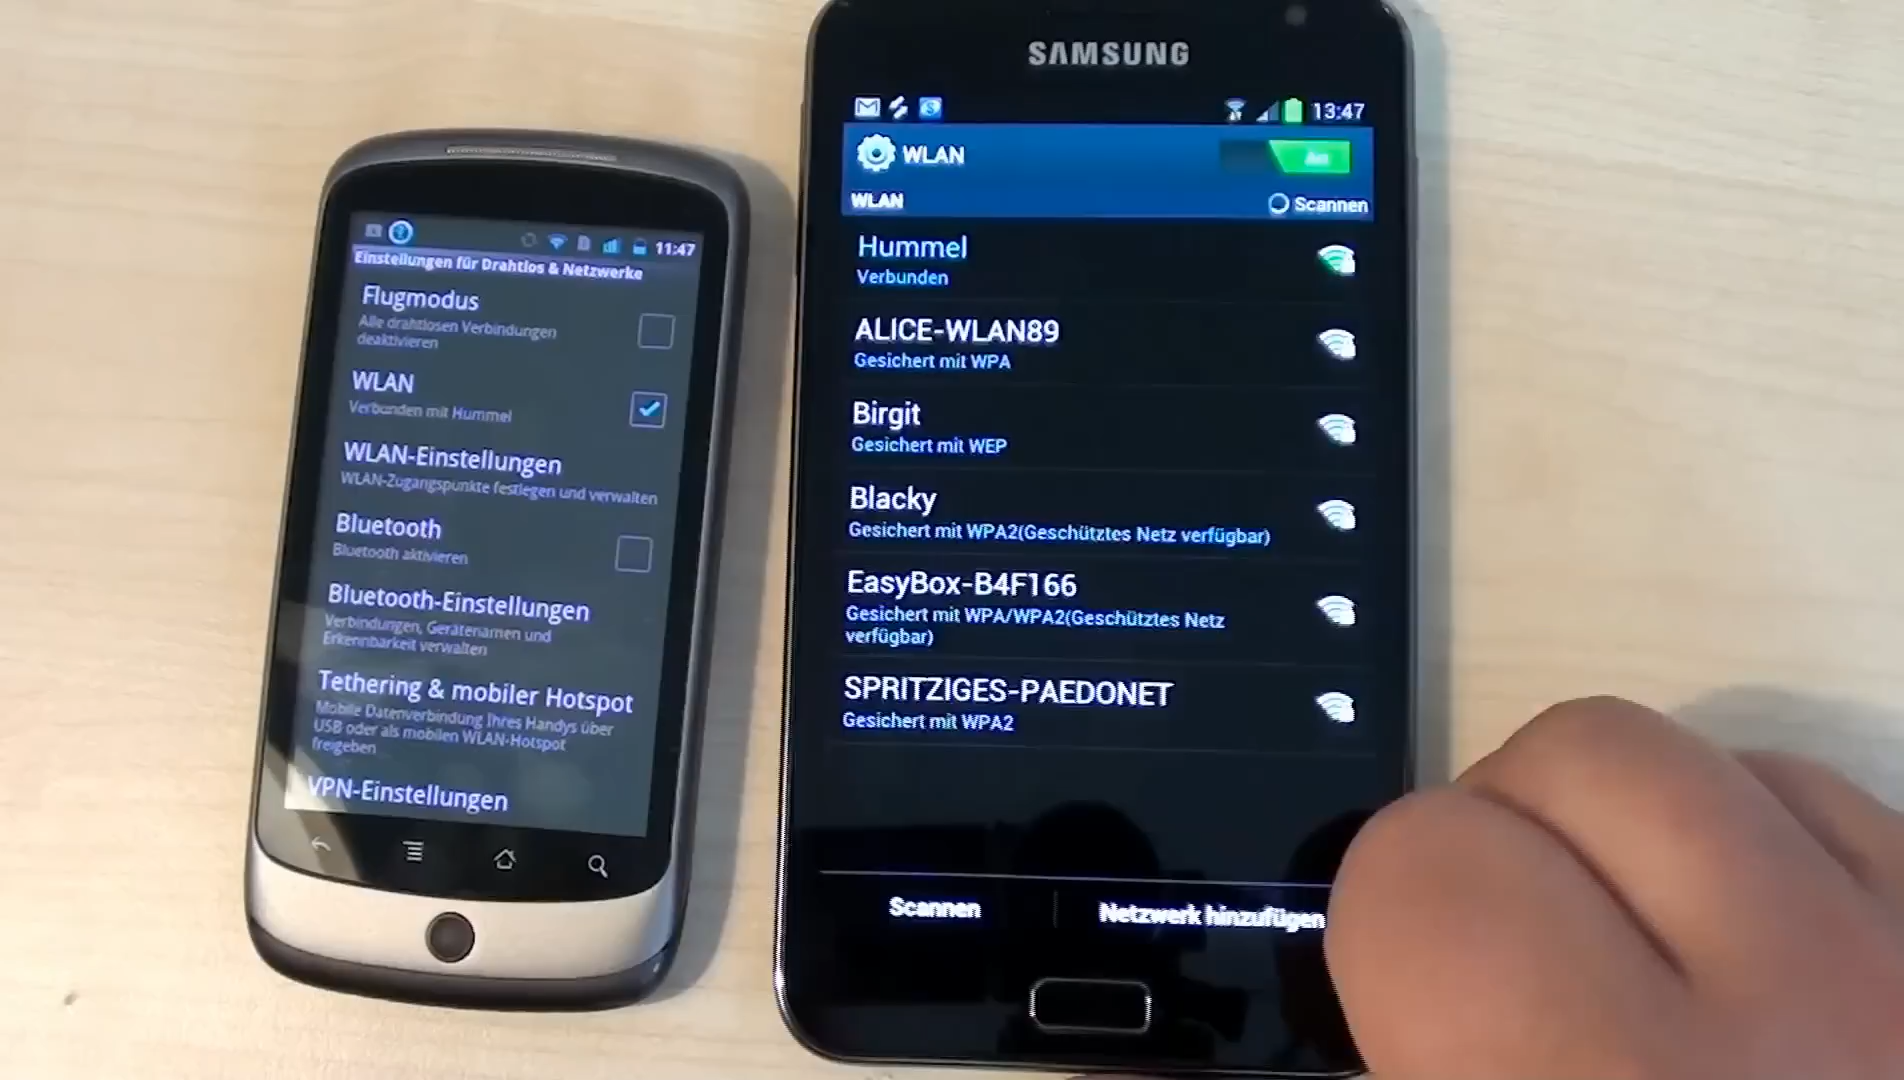 11:47
Einstellungen für Drahtlos & Netzwerke
Flugmodus
Alle drahtlosen Verbindungen
deaktivieren
WLAN
Verbunden mit Hummel
WLAN-Einstellungen
WLAN-Zugangspunkte festlegen und verwalten
Bluetooth
Bluetooth aktivieren
Bluetooth-Einstellungen
Verbindungen, Gerätenamen und
Erkennbarkeit verwalten
Tethering & mobiler Hotspot
Mobile Datenverbindung Ihres Handys über
USB oder als mobilen WLAN-Hotspot
freigeben
VPN-Einstellungen
SAMSUNG
13:47
WLAN
An
WLAN
Scannen
Hummel
Verbunden
ALICE-WLAN89
Gesichert mit WPA
Birgit
Gesichert mit WEP
Blacky
Gesichert mit WPA2(Geschütztes Netz verfügbar)
EasyBox-B4F166
Gesichert mit WPA/WPA2(Geschütztes Netz
verfügbar)
SPRITZIGES-PAEDONET
Gesichert mit WPA2
Scannen
Netzwerk hinzufügen